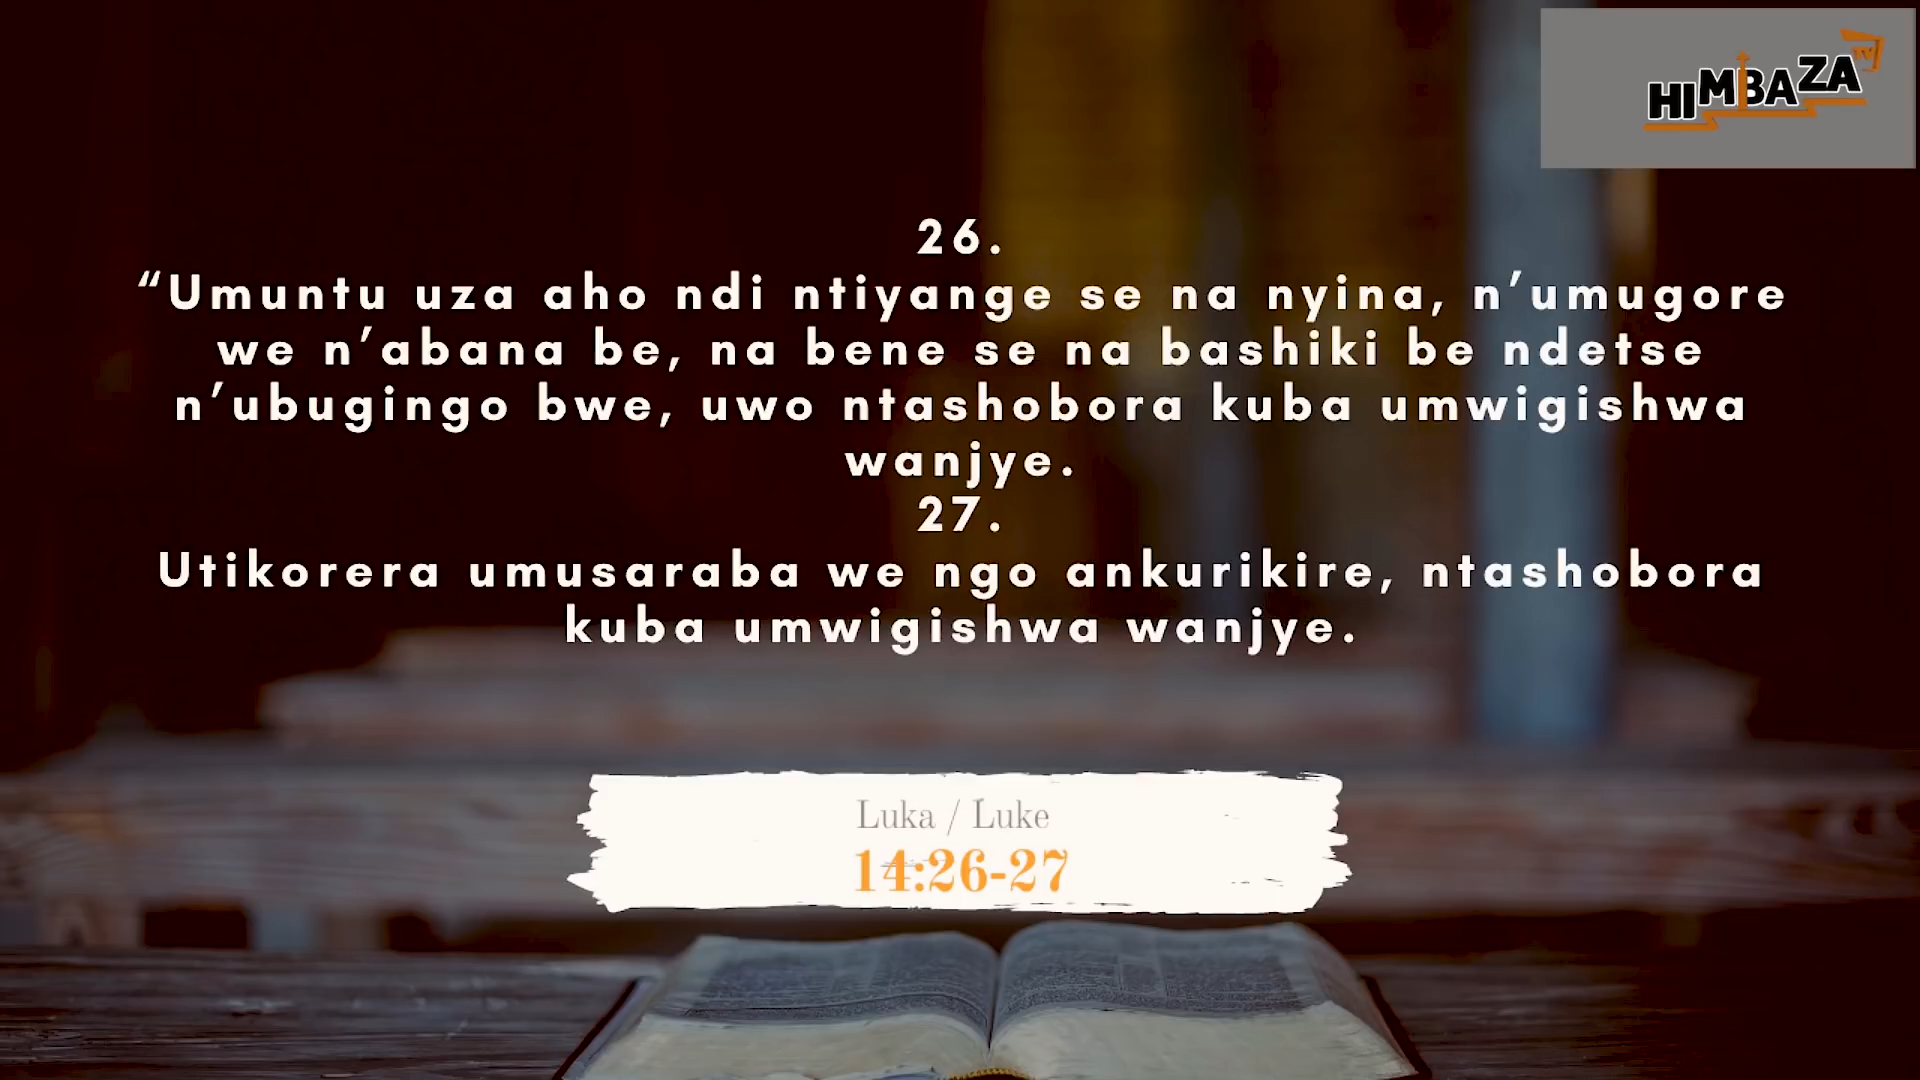 HIMBAZA TV
26.
“Umuntu uza aho ndi ntiyange se na nyina, n’umugore
we n’abana be, na bene se na bashiki be ndetse
n’ubugingo bwe, uwo ntashobora kuba umwigishwa
wanjye.
27.
Utikorera umusaraba we ngo ankurikire, ntashobora
kuba umwigishwa wanjye.
Luka / Luke
14:26-27